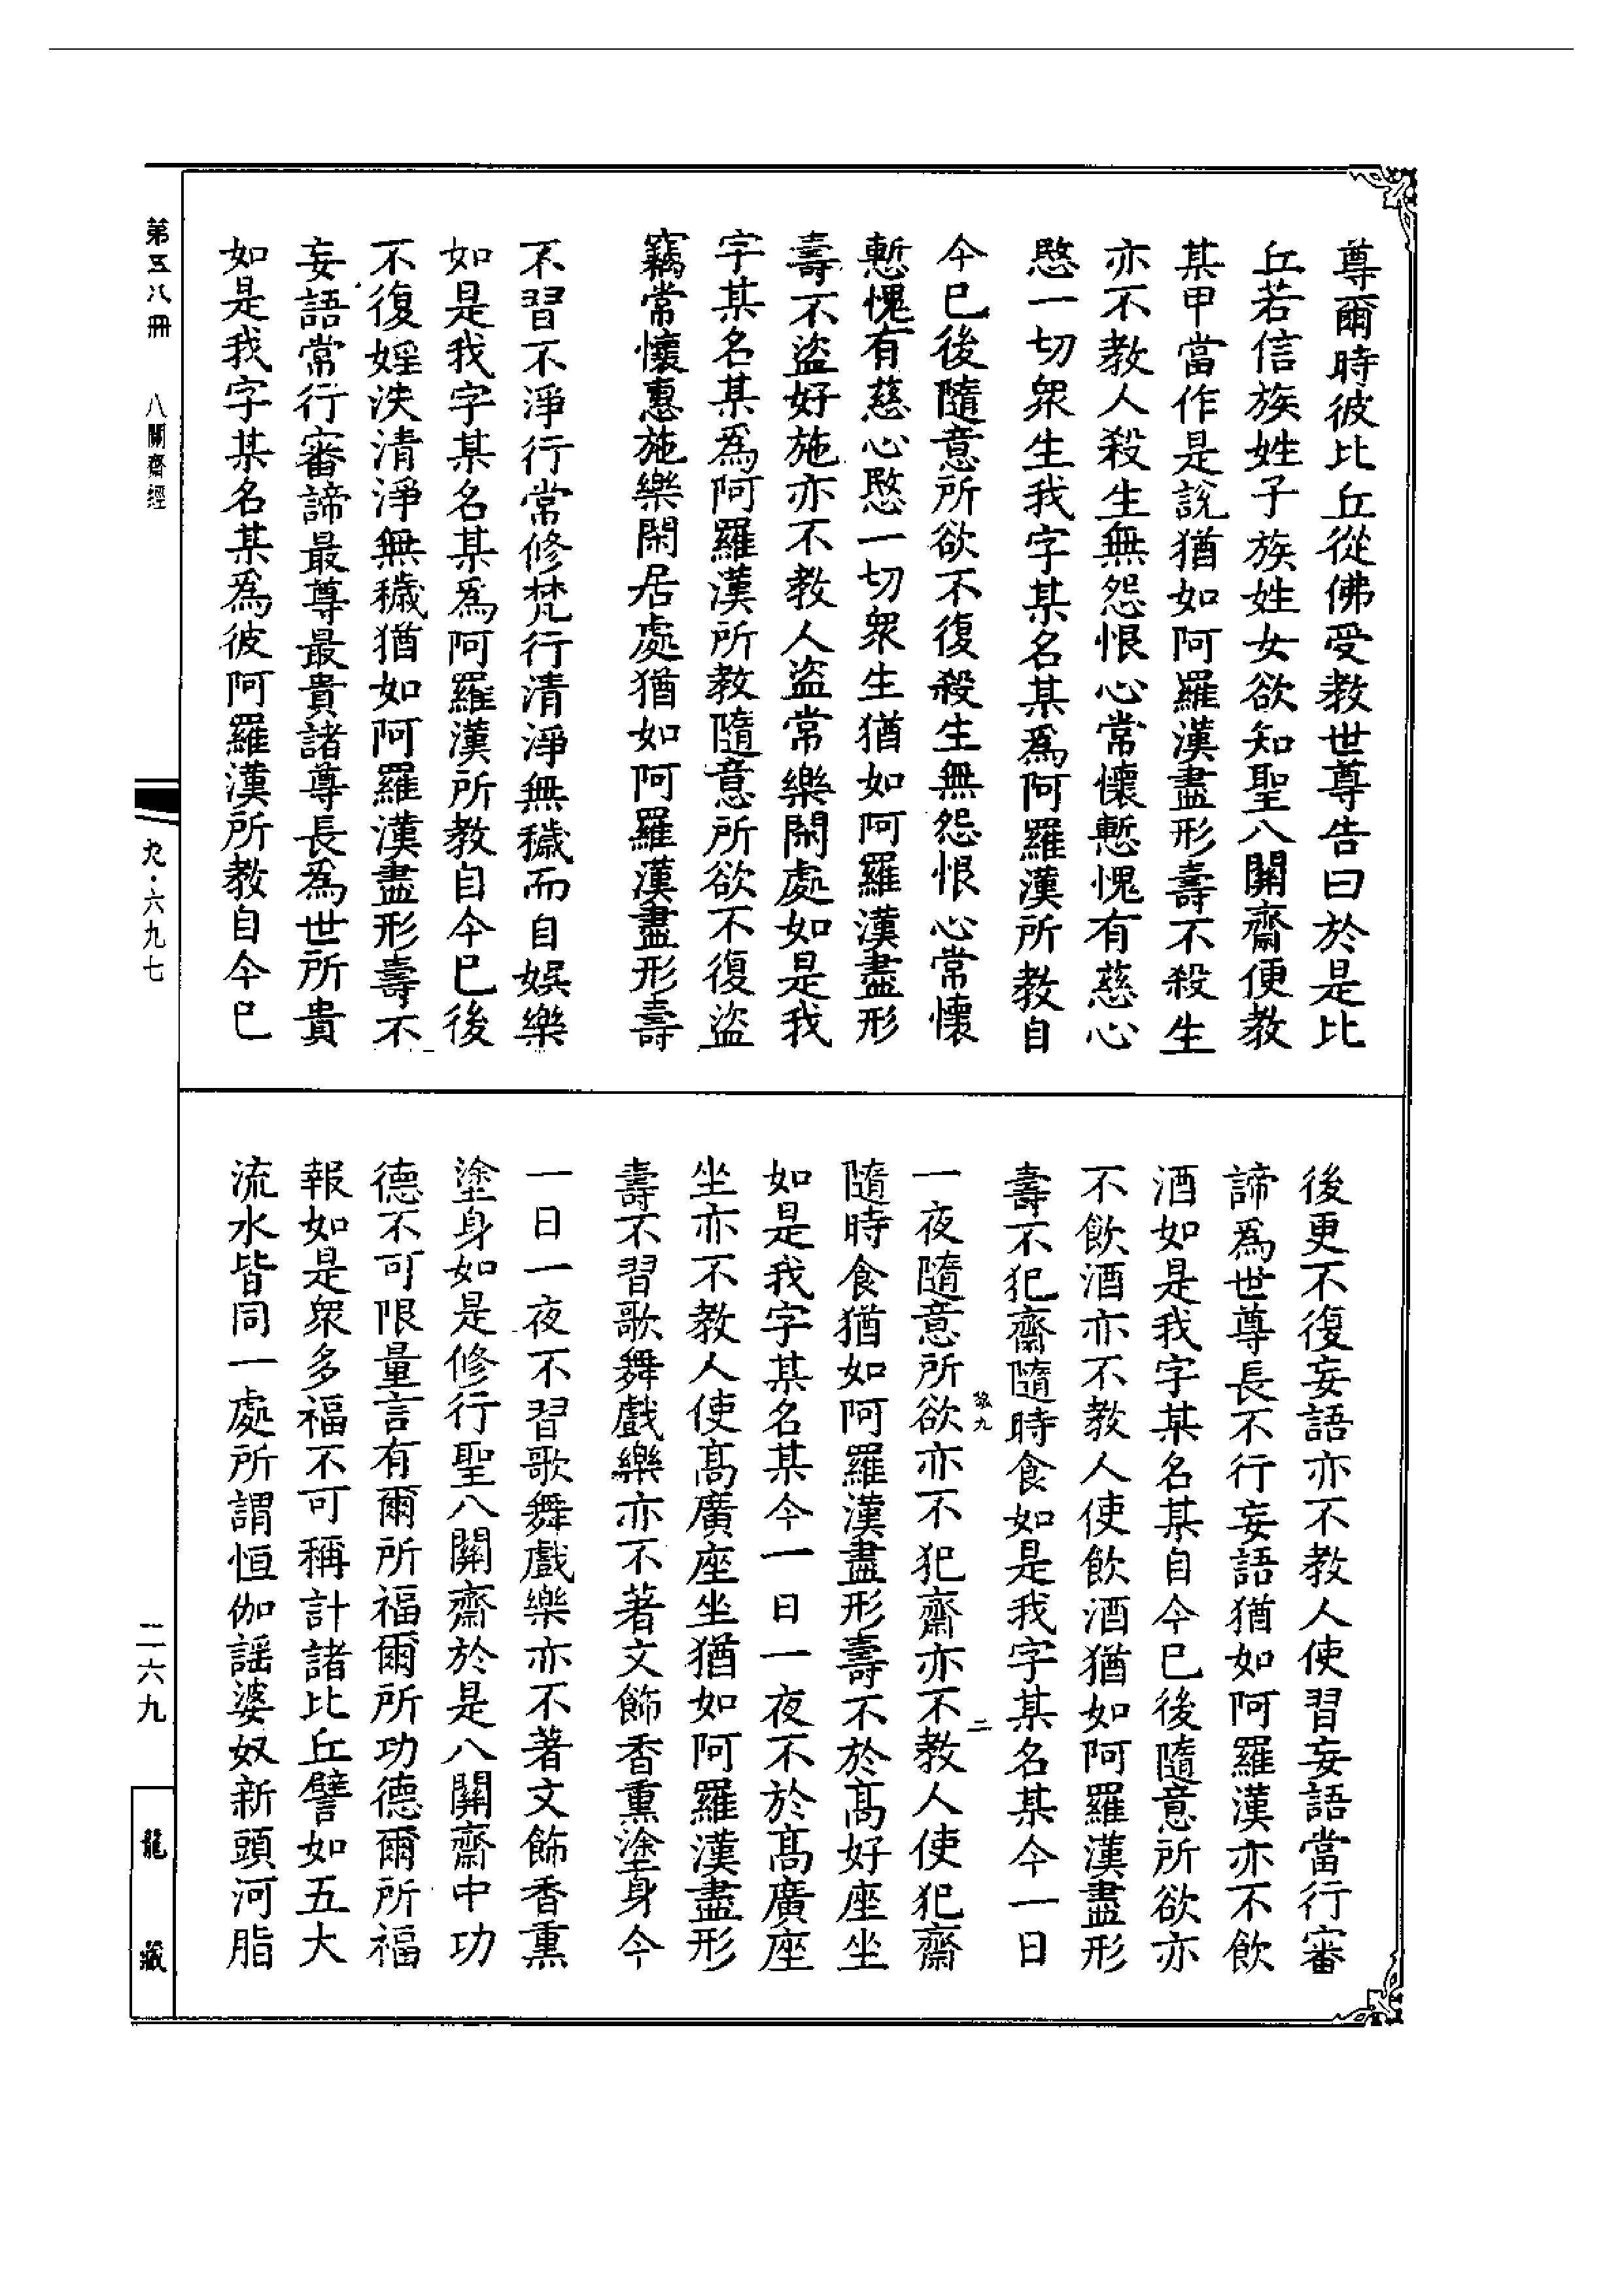 尊爾時彼比丘從佛受教世尊告曰於是比
丘若信族姓子族姓女欲知聖八關齋便教
某甲當作是説猶如阿羅漢盡形壽不殺生
亦不教人殺生無怨恨心常懷慙愧有慈心
愍一切衆生我字某名某為阿羅漢所教自
今已後隨意所欲不復殺生無怨恨心常懷
慙愧有慈心愍一切衆生猶如阿羅漢盡形
壽不盜好施亦不教人盜常樂閑處如是我
字某名某為阿羅漢所教隨意所欲不復盜
竊常懷惠施樂閑居處猶如阿羅漢盡形壽
不習不淨行常修梵行清淨無穢而自娛樂
如是我字某名某為阿羅漢所教自今已後
不復婬泆清淨無穢猶如阿羅漢盡形壽不
妄語常行審諦最尊最貴諸尊長為世所貴
如是我字某名某為彼阿羅漢所教自今已
後更不復妄語亦不教人使習妄語當行審
諦為世尊長不行妄語猶如阿羅漢亦不飲
酒如是我字某名某自今已後隨意所欲亦
不飲酒亦不教人使飲酒猶如阿羅漢盡形
壽不犯齋隨時食如是我字某名某今一日
一夜隨意所欲亦不犯齋亦不教人使犯齋
隨時食猶如阿羅漢盡形壽不於高好座坐
如是我字某名某今一日一夜不於高廣座
坐亦不教人使高廣座坐猶如阿羅漢盡形
壽不習歌舞戲樂亦不著文飾香熏塗身今
一日一夜不習歌舞戲樂亦不著文飾香熏
塗身如是修行聖八關齋於是八關齋中功
德不可限量言有爾所福爾所功德爾所福
報如是衆多福不可稱計諸比丘譬如五大
流水皆同一處所謂恒伽謡婆奴新頭河脂
九
二
第五八冊
八關齋經
九·六九七
二六九
龍藏